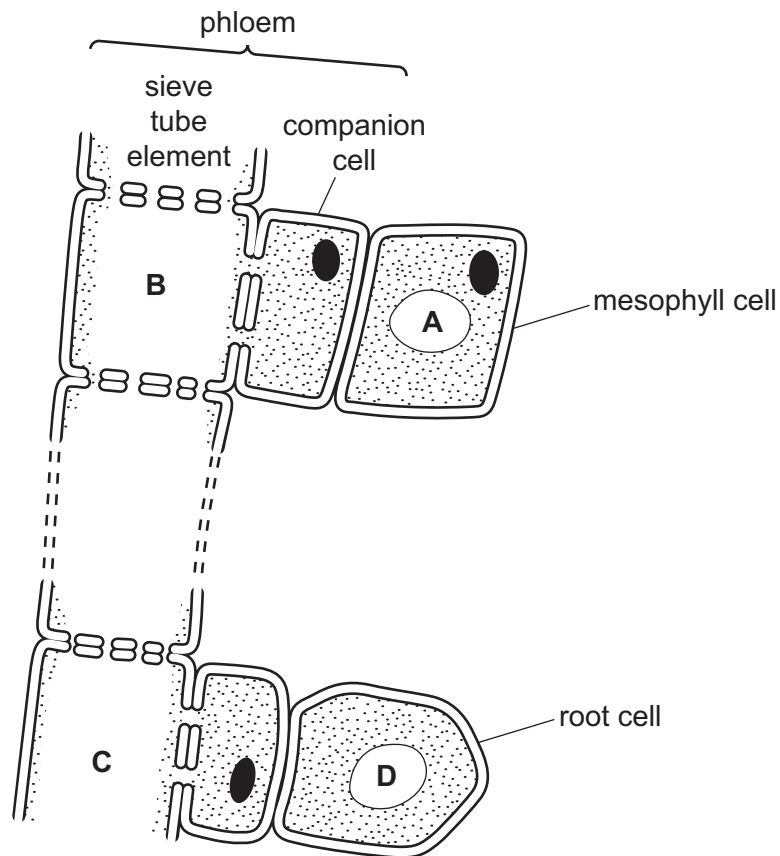 phloem
sieve
tube
element
companion
cell
B
A
mesophyll cell
root cell
C
D